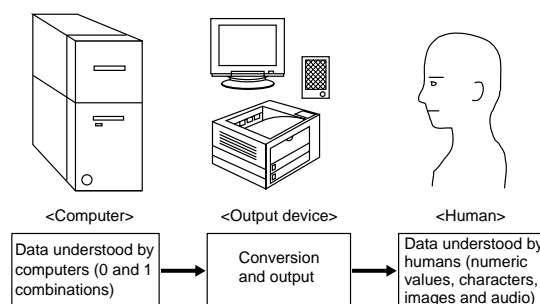 <Computer>
<Output device>
<Human>
Data understood by
computers (0 and 1
combinations)
Conversion
and output
Data understood by
humans (numeric
values, characters,
images and audio)